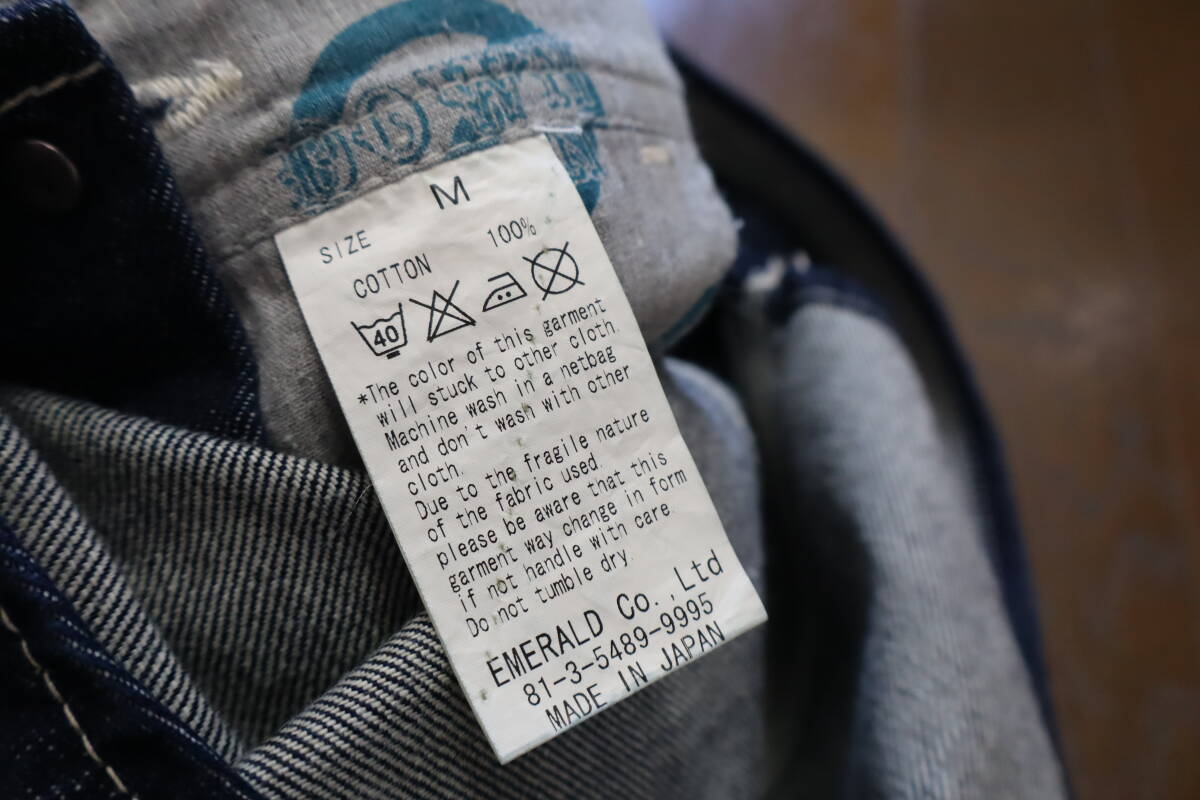 M
SIZE
COTTON 100%
40
*The color of this garment
will stuck to other cloth.
Machine wash in a netbag
and don't wash with other
cloth.
Due to the fragile nature
of the fabric used.
please be aware that this
garment way change in form
if not handle with care.
Do not tumble dry.
EMERALD Co.,Ltd
81-3-5489-9995
MADE IN JAPAN